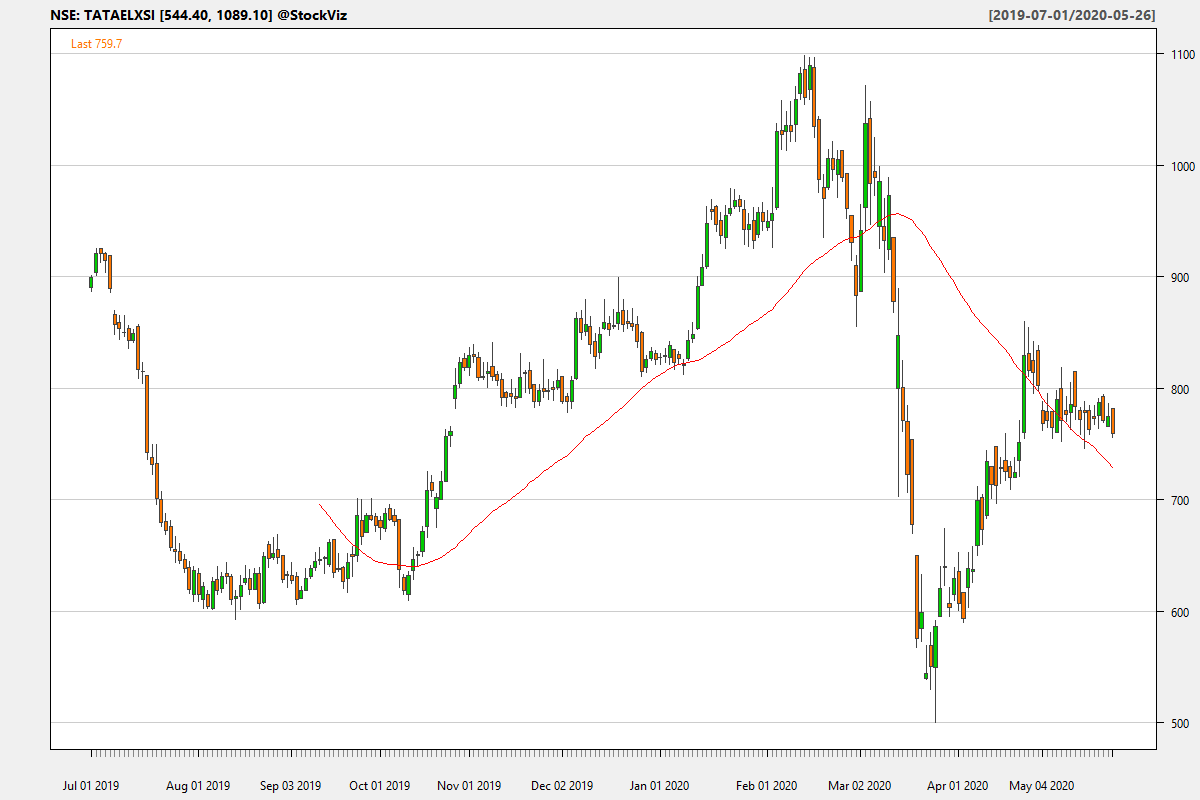 NSE: TATAELXSI [544.40, 1089.10] @StockViz
[2019-07-01/2020-05-26]
Last 759.7
1100
1000
900
800
700
600
500
Jul 01 2019 Aug 01 2019 Sep 03 2019 Oct 01 2019 Nov 01 2019 Dec 02 2019 Jan 01 2020 Feb 01 2020 Mar 02 2020 Apr 01 2020 May 04 2020